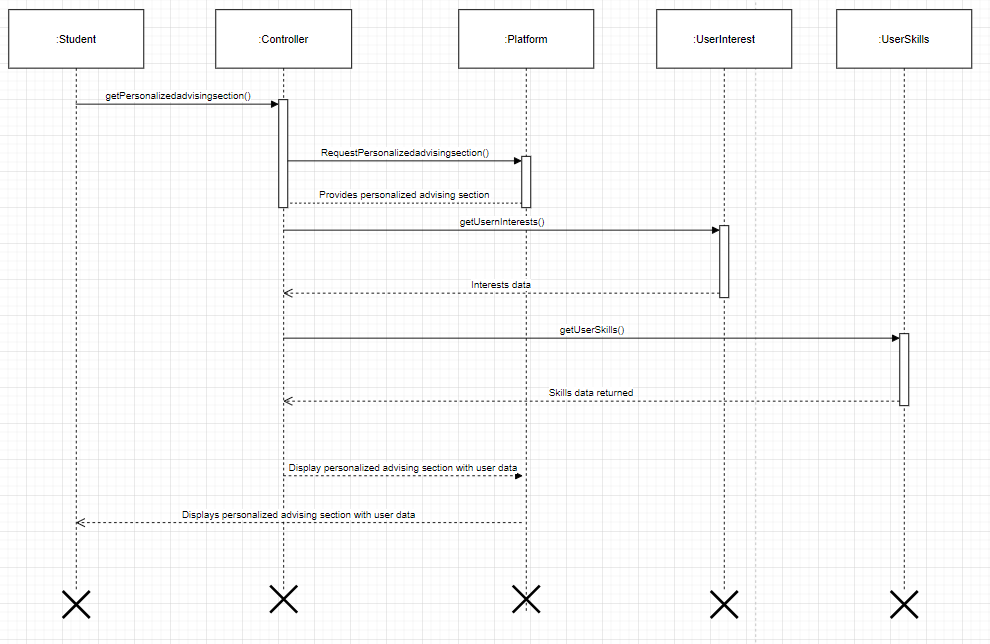 :Student
:Controller
:Platform
:UserInterest
:UserSkills
getPersonalizedadvisingsection()
RequestPersonalizedadvisingsection()
Provides personalized advising section
getUsernInterests()
Interests data
getUserSkills()
Skills data returned
Display personalized advising section with user data
Displays personalized advising section with user data